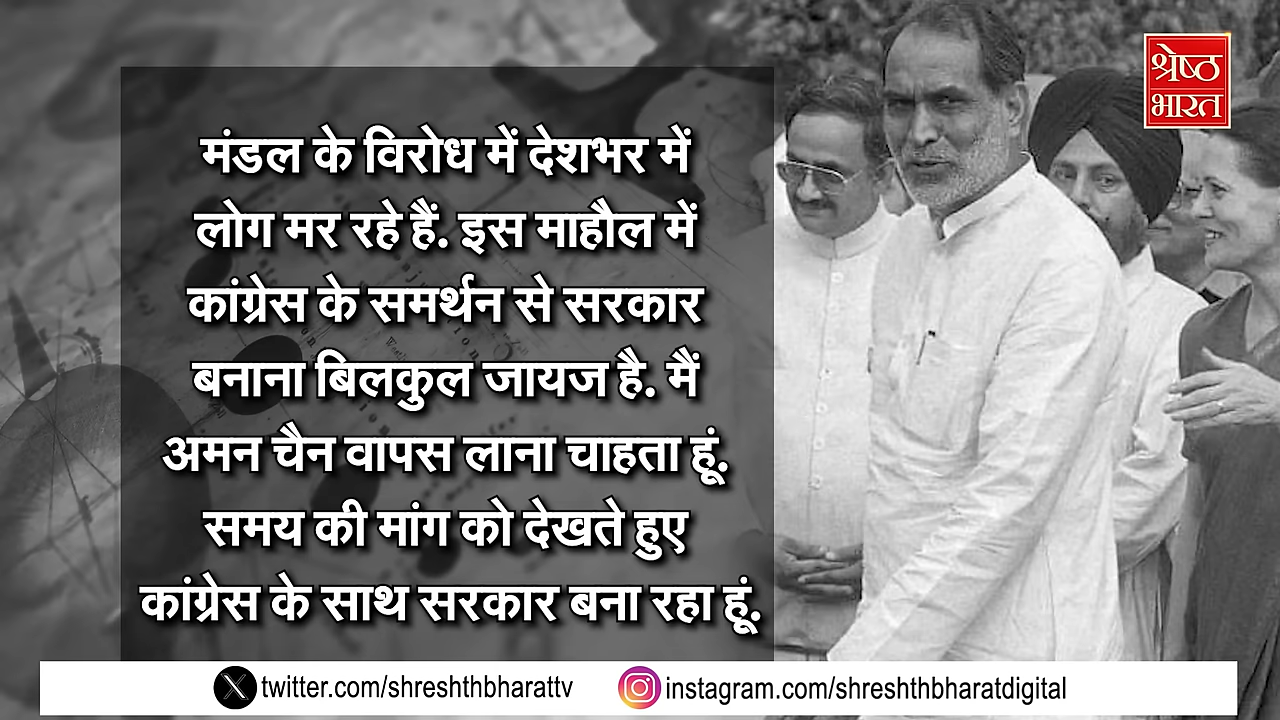 मंडल के विरोध में देशभर में
लोग मर रहे हैं. इस माहौल में
कांग्रेस के समर्थन से सरकार
बनाना बिलकुल जायज है. मैं
अमन चैन वापस लाना चाहता हूं.
समय की मांग को देखते हुए
कांग्रेस के साथ सरकार बना रहा हूं.
श्रेष्ठ
भारत
twitter.com/shreshthbharattv
instagram.com/shreshthbharatdigital